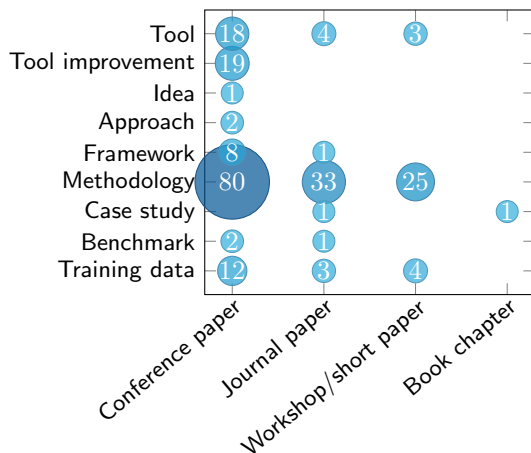 Tool 18 4 3
Tool improvement 19
Idea 1
Approach 2
Framework 8 1
Methodology 80 33 25
Case study 1 1
Benchmark 2 1
Training data 12 3 4
Conference paper
Journal paper
Workshop/short paper
Book chapter